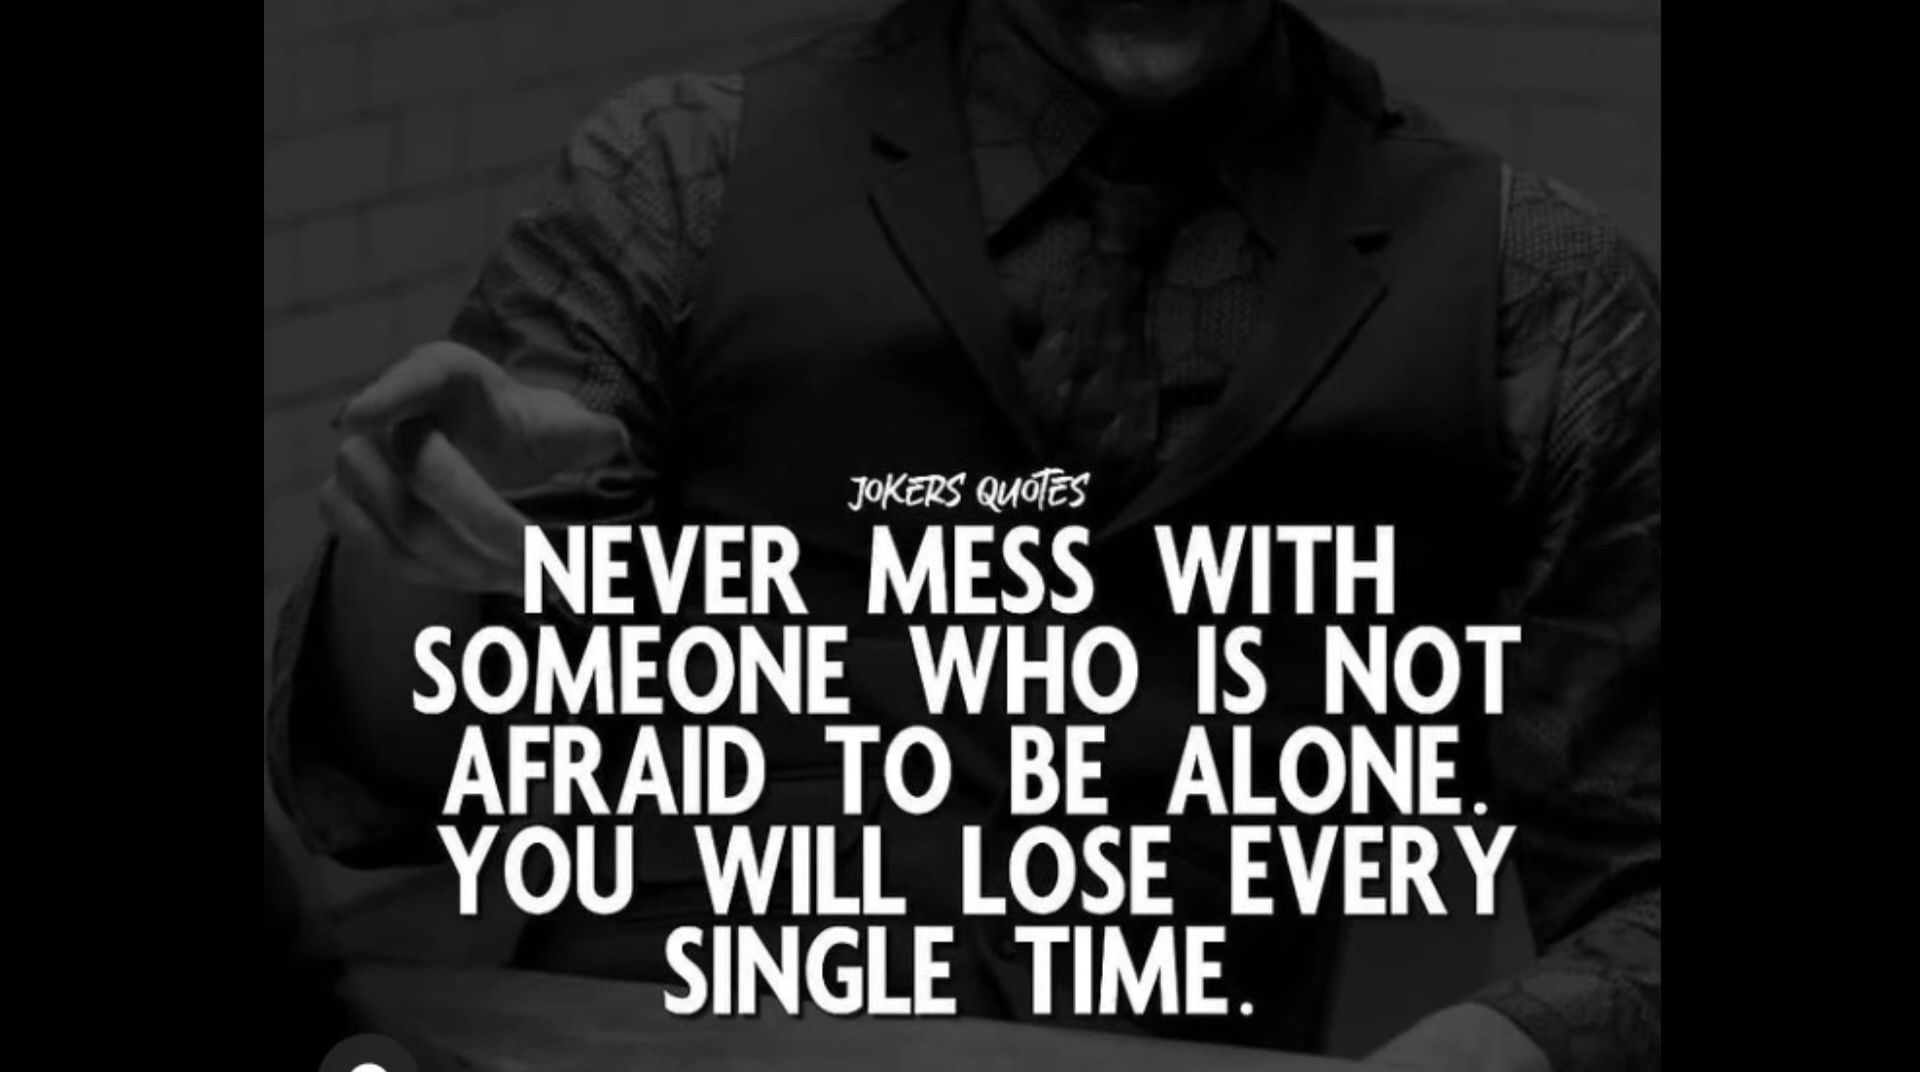 JOKERS QUOTES
NEVER MESS WITH
SOMEONE WHO IS NOT
AFRAID TO BE ALONE.
YOU WILL LOSE EVERY
SINGLE TIME.